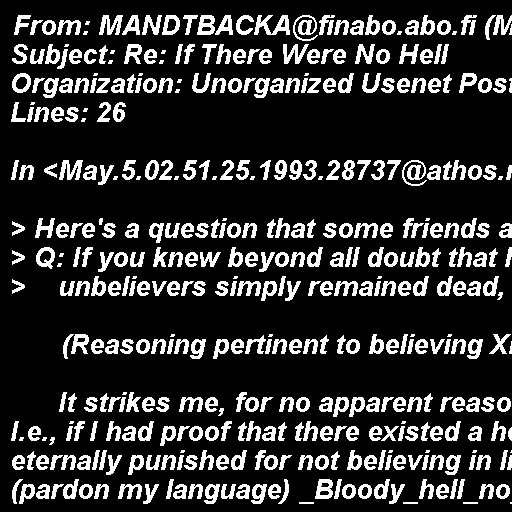 From: MANDTBACKA@finabo.abo.fi (M
Subject: Re: If There Were No Hell
Organization: Unorganized Usenet Post
Lines: 26
In <May.5.02.51.25.1993.28737@athos.r
> Here's a question that some friends a
> Q: If you knew beyond all doubt that h
> unbelievers simply remained dead,
(Reasoning pertinent to believing Xi
It strikes me, for no apparent reaso
I.e., if I had proof that there existed a he
eternally punished for not believing in li
(pardon my language) _Bloody_hell_no